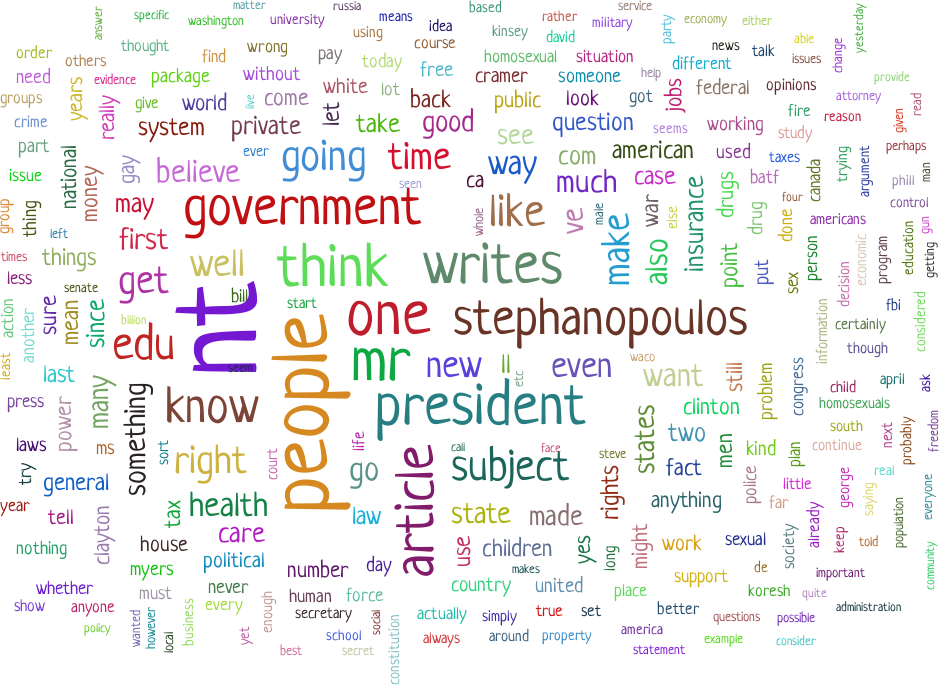 matter russia service
specific based
answer washington university means rather military party economy either yesterday
order thought using idea kinsey david able
others find wrong pay course homosexual situation news talk change
need evidence package without today free cramer someone help different issues provide
groups years really give world live come white lot back public look got jobs federal opinions attorney
crime system private let take good see question seems working fire reason given read
part national ever going time way com american used study trying argument perhaps
issue money gay believe seen ca much case drugs batf taxes canada phill man
group thing may government whole like ve male make war else insurance drug four done americans control gun
left first also point person education
times things well think writes put sex decision economic program getting
less senate get bill start nt
action another sure mean since billion people one stephanopoulos information fbi considered
least edu seem mr ll etc new even waco want still problem congress certainly though
last know president clinton child april ask
press power many something states two men kind plan homosexuals south
laws ms sort right court life go article call subject face steve rights fact continue next probably freedom
try general police little real
year tell tax health law state made anything far george saying everyone
nothing clayton house care use children yes long might work sexual society already keep told population
myers political number day makes support de koresh important community
whether must never human force country united place quite
show anyone every enough secretary social actually simply true set better questions possible administration
policy wanted however local business yet school constitution always around property america example consider
best secret statement